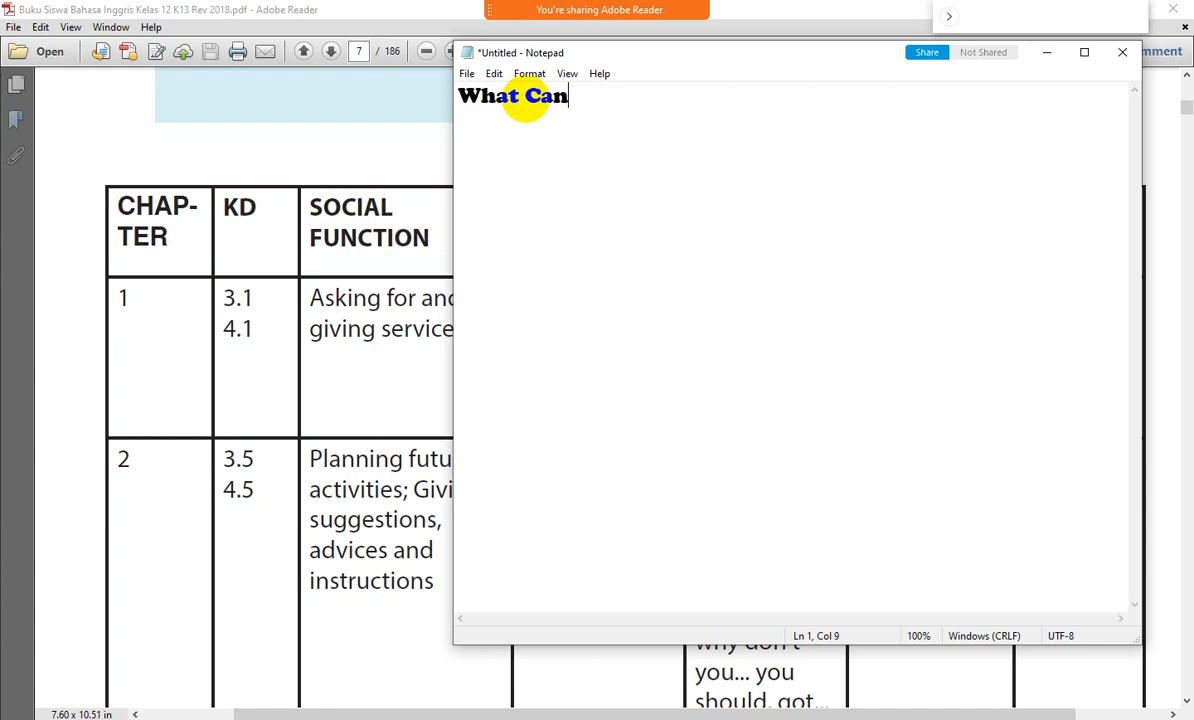 Buku Siswa Bahasa Inggris Kelas 12 K13 Rev 2018.pdf - Adobe Reader
You're sharing Adobe Reader
File Edit View Window Help
Open
7 / 186
mment
*Untitled - Notepad
Share Not Shared
File Edit Format View Help
What Can
CHAP-
TER
KD
SOCIAL
FUNCTION
1
3.1
4.1
Asking for and
giving service
2
3.5
4.5
Planning futu
activities; Givi
suggestions,
advices and
instructions
why don't
you... you
should, got...
Ln 1, Col 9 100% Windows (CRLF) UTF-8
7.60 x 10.51 in